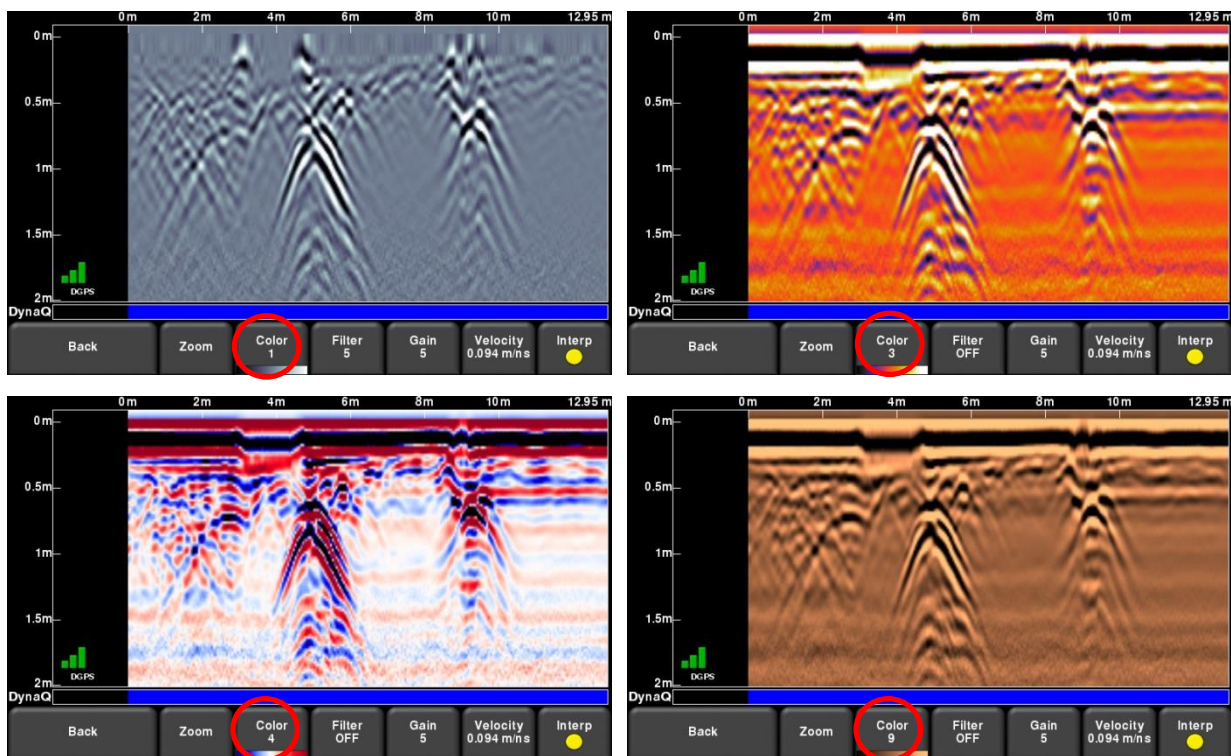 0m 2m 4m 6m 8m 10m 12.95 m
0m
0.5m
1m
1.5m
DGPS
2m
DynaQ
Back
Zoom
Color
1
Filter
5
Gain
5
Velocity
0.094 m/ns
Interp
0m 2m 4m 6m 8m 10m 12.95 m
0m
0.5m
1m
1.5m
DGPS
2m
DynaQ
Back
Zoom
Color
3
Filter
OFF
Gain
5
Velocity
0.094 m/ns
Interp
0m 2m 4m 6m 8m 10m 12.95 m
0m
0.5m
1m
1.5m
DGPS
2m
DynaQ
Back
Zoom
Color
4
Filter
OFF
Gain
5
Velocity
0.094 m/ns
Interp
0m 2m 4m 6m 8m 10m 12.95 m
0m
0.5m
1m
1.5m
DGPS
2m
DynaQ
Back
Zoom
Color
9
Filter
OFF
Gain
5
Velocity
0.094 m/ns
Interp